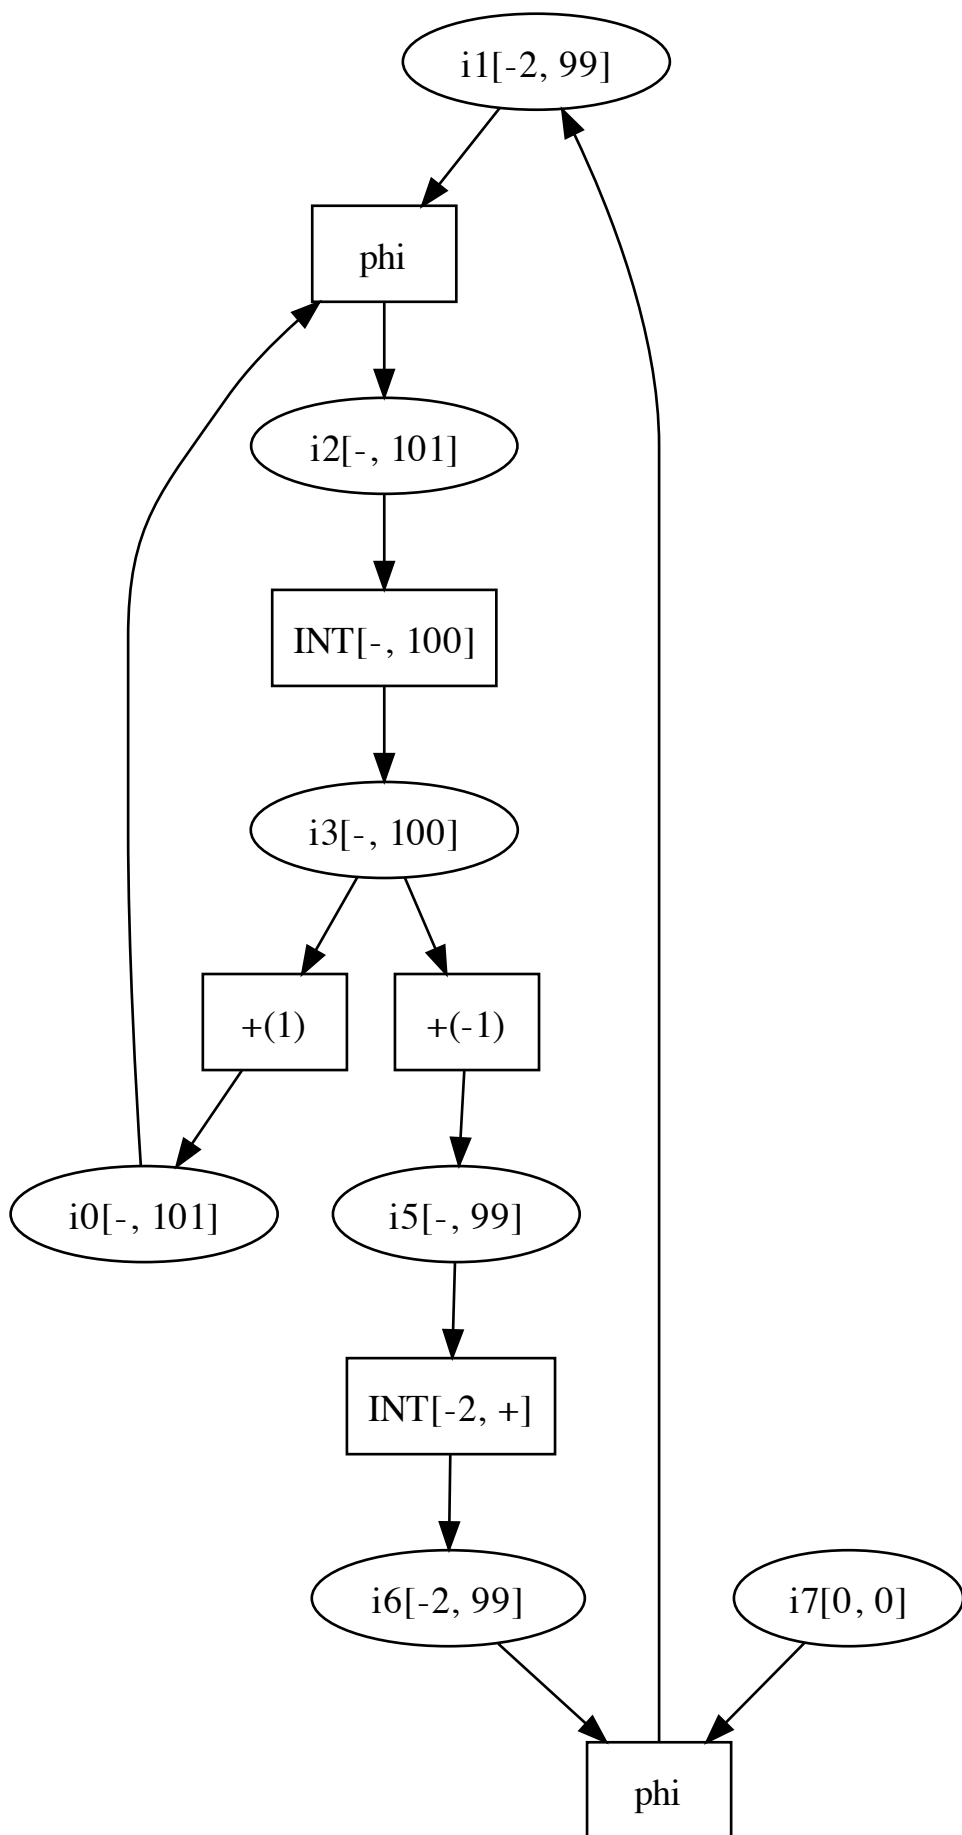 i1[-2, 99]
phi
i2[-, 101]
INT[-, 100]
i3[-, 100]
+(1)
+(-1)
i0[-, 101]
i5[-, 99]
INT[-2, +]
i6[-2, 99]
i7[0, 0]
phi